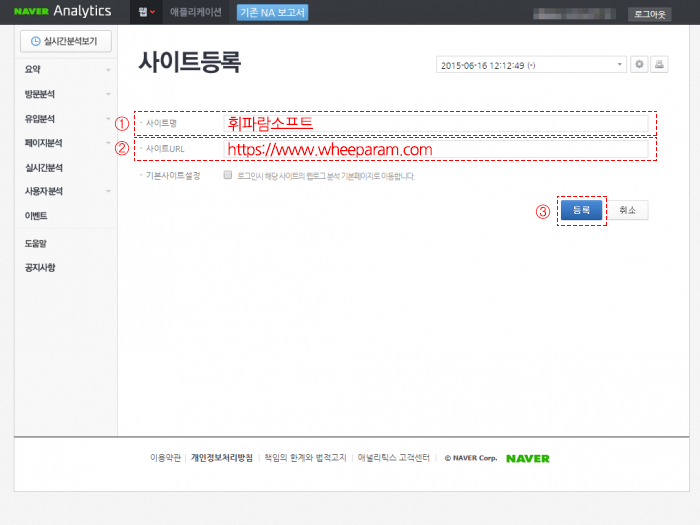 NAVER Analytics 웹 애플리케이션 기존 NA 보고서 로그아웃
실시간분석보기
요약
방문분석
유입분석
페이지분석
실시간분석
사용자분석
이벤트
도움말
공지사항
사이트등록
2015-06-16 12:12:49 (-)
① 사이트명 휘파람소프트
② 사이트URL https://www.wheeparam.com
기본사이트설정 로그인시 해당 사이트의 웹로그 분석 기본페이지로 이동합니다.
③ 등록 취소
이용약관 | 개인정보처리방침 | 책임의 한계와 법적고지 | 애널리틱스 고객센터 | © NAVER Corp. NAVER